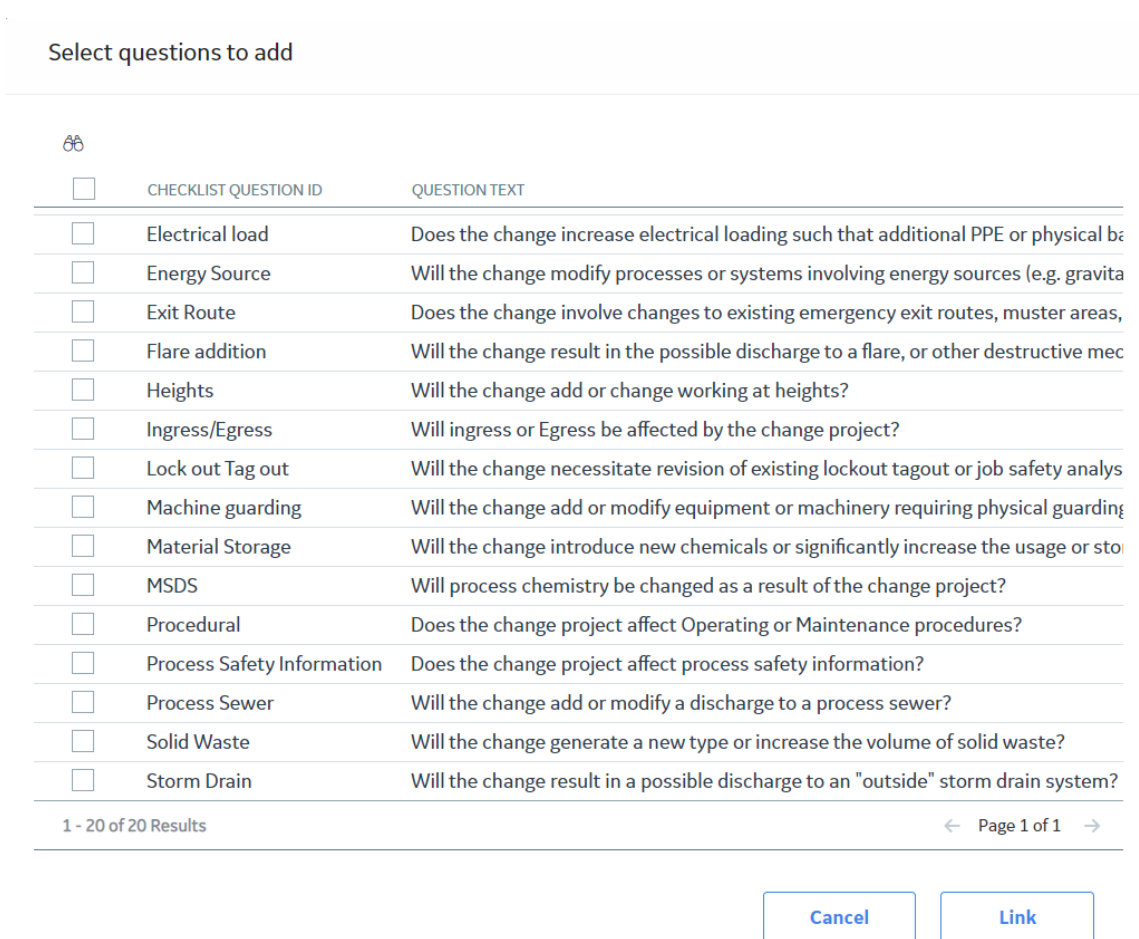 Select questions to add
CHECKLIST QUESTION ID QUESTION TEXT
Electrical load Does the change increase electrical loading such that additional PPE or physical
Energy Source Will the change modify processes or systems involving energy sources (e.g.
Exit Route Does the change involve changes to existing emergency exit routes, muster areas,
Flare addition Will the change result in the possible discharge to a flare, or other destructive
Heights Will the change add or change working at heights?
Ingress/Egress Will ingress or Egress be affected by the change project?
Lock out Tag out Will the change necessitate revision of existing lockout tagout or job safety
Machine guarding Will the change add or modify equipment or machinery requiring physical guarding
Material Storage Will the change introduce new chemicals or significantly increase the usage or
MSDS Will process chemistry be changed as a result of the change project?
Procedural Does the change project affect Operating or Maintenance procedures?
Process Safety Information Does the change project affect process safety information?
Process Sewer Will the change add or modify a discharge to a process sewer?
Solid Waste Will the change generate a new type or increase the volume of solid waste?
Storm Drain Will the change result in a possible discharge to an "outside" storm drain system?
1 - 20 of 20 Results ← Page 1 of 1 →
Cancel Link